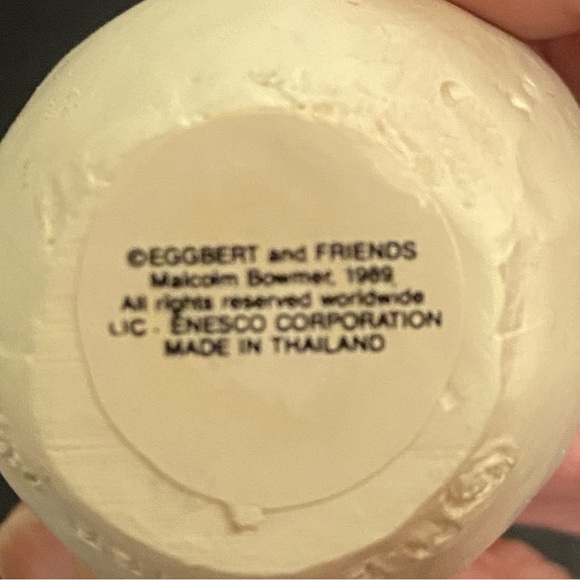 ©EGGBERT and FRIENDS
Malcolm Bowmer, 1989,
All rights reserved worldwide
LIC. ENESCO CORPORATION
MADE IN THAILAND